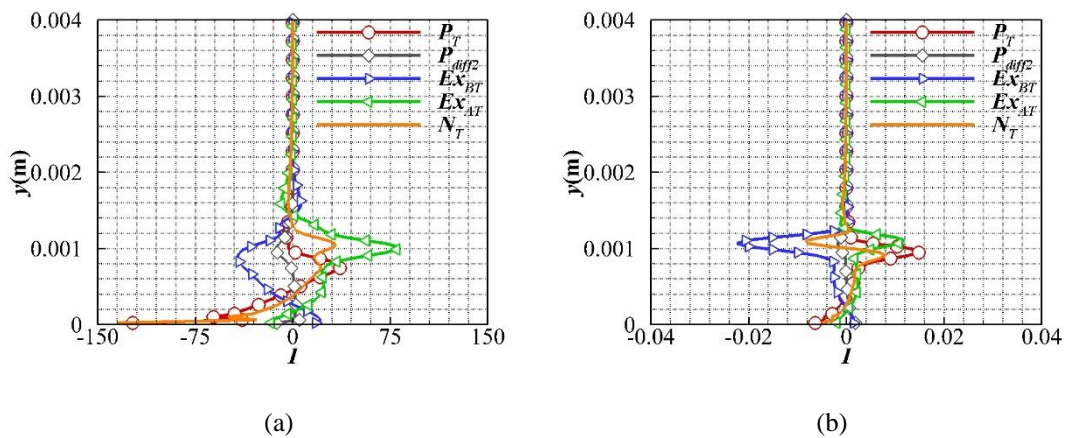 0.004
0.003
0.002
0.001
0
y(m)
-150 -75 0 75 150
I
P_T
P_diff2
Ex_BT
Ex_AT
N_T
(a)
0.004
0.003
0.002
0.001
0
y(m)
-0.04 -0.02 0 0.02 0.04
I
P_T
P_diff2
Ex_BT
Ex_AT
N_T
(b)